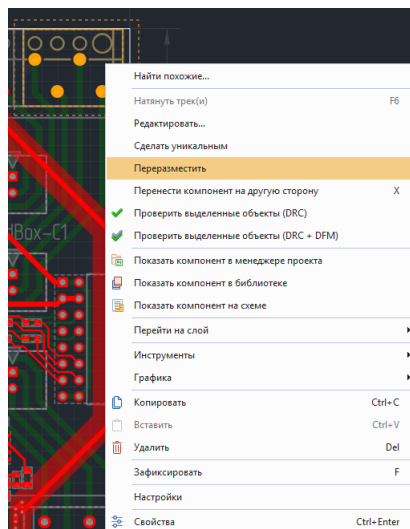 Найти похожие...
Натянуть трек(и) F6
Редактировать...
Сделать уникальным
Переразместить
Перенести компонент на другую сторону X
Проверить выделенные объекты (DRC)
Проверить выделенные объекты (DRC + DFM)
dBox-C1
Показать компонент в менеджере проекта
Показать компонент в библиотеке
Показать компонент на схеме
Перейти на слой
Инструменты
Графика
Копировать Ctrl+C
Вставить Ctrl+V
Удалить Del
Зафиксировать F
Настройки
Свойства Ctrl+Enter